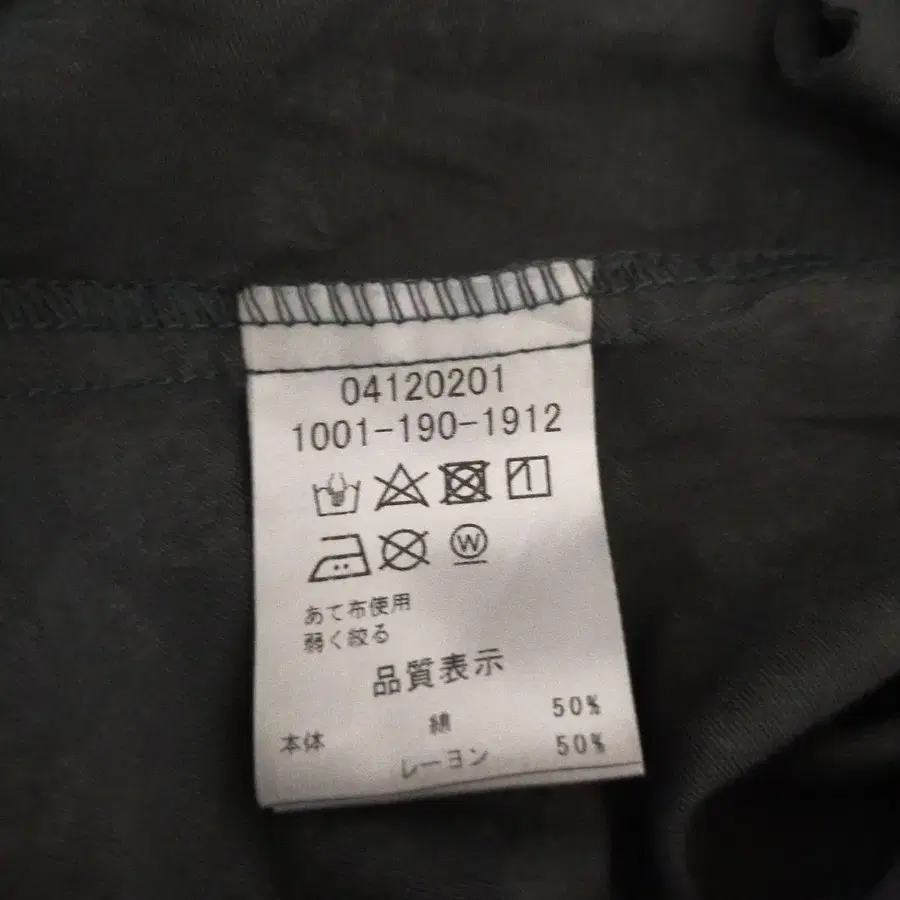 04120201
1001-190-1912
W
あて布使用
弱く絞る
品質表示
本体 綿 50%
レーヨン 50%